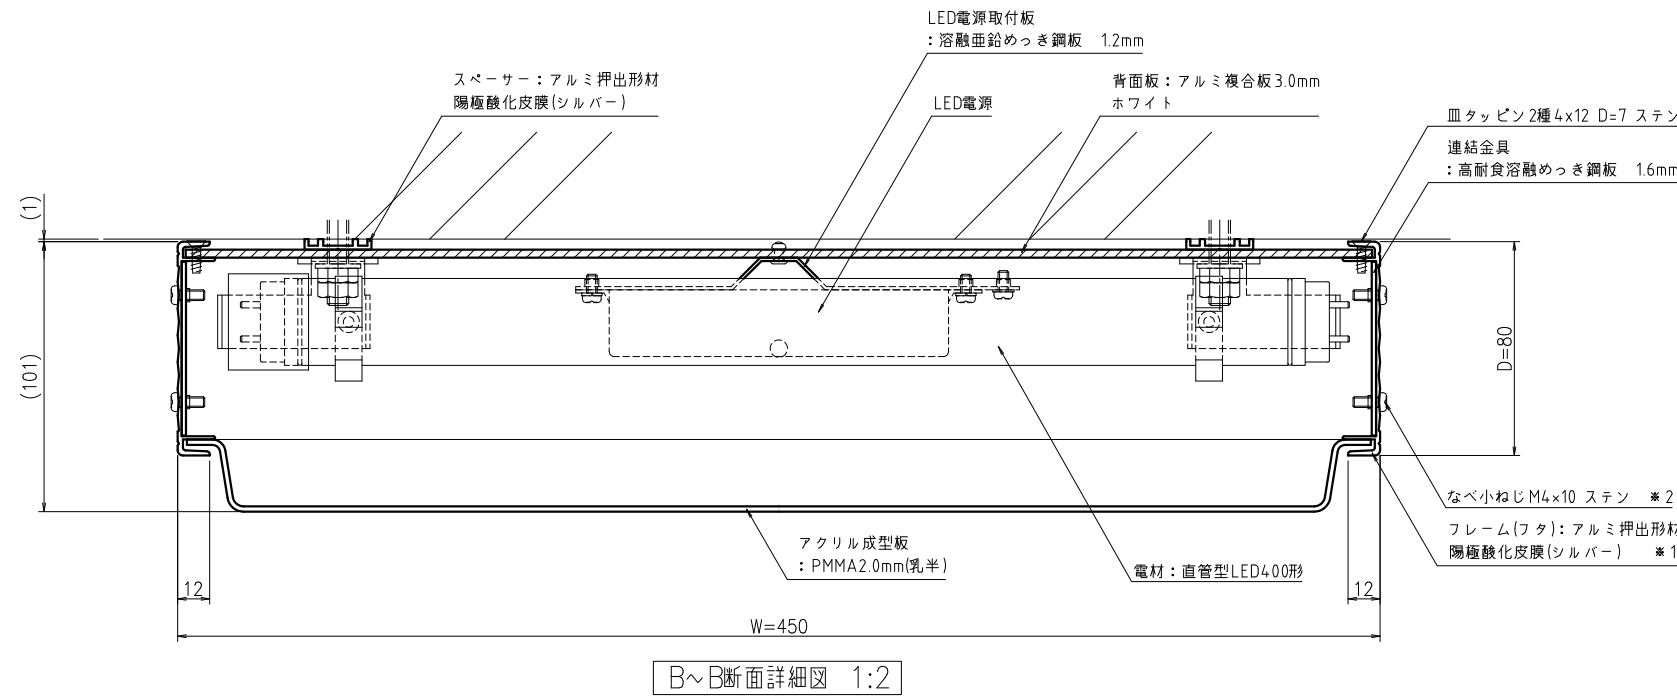 LED電源取付板
：溶融亜鉛めっき鋼板　1.2mm
スペーサー：アルミ押出形材
陽極酸化皮膜(シルバー)
LED電源
背面板：アルミ複合板3.0mm
ホワイト
皿タッピン2種4x12 D=7 ステン
連結金具
：高耐食溶融めっき鋼板　1.6mm
(1)
(101)
D=80
なべ小ねじM4×10 ステン　※2
フレーム(フタ)：アルミ押出形材
陽極酸化皮膜(シルバー)　※1
アクリル成型板
：PMMA2.0mm(乳半)
電材：直管型LED400形
12
12
W=450
B～B断面詳細図　1:2